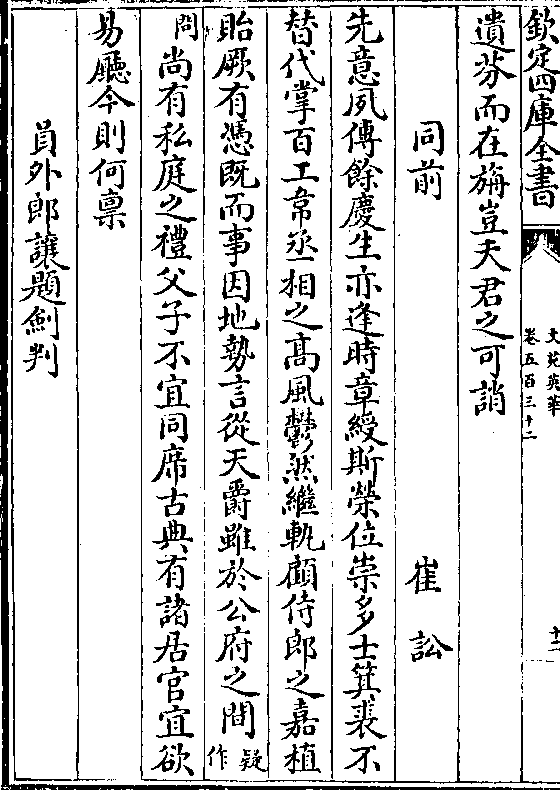 欽定四庫全書
文苑英華
卷五百三十二
十二
遺芬而在旃豈夫君之可誚
同前　崔訟
先意夙傳餘慶生亦逢時章綬斯榮位崇多士箕裘不
替代掌百工韋丞相之高風鬱然繼軌顧侍郎之嘉植
貽厥有憑既而事因地勢言從天爵雖於公府之間疑作
問尚有私庭之禮父子不宜同席古典有諸居官宜欲
易廳今則何稟
員外郎讓題劍判